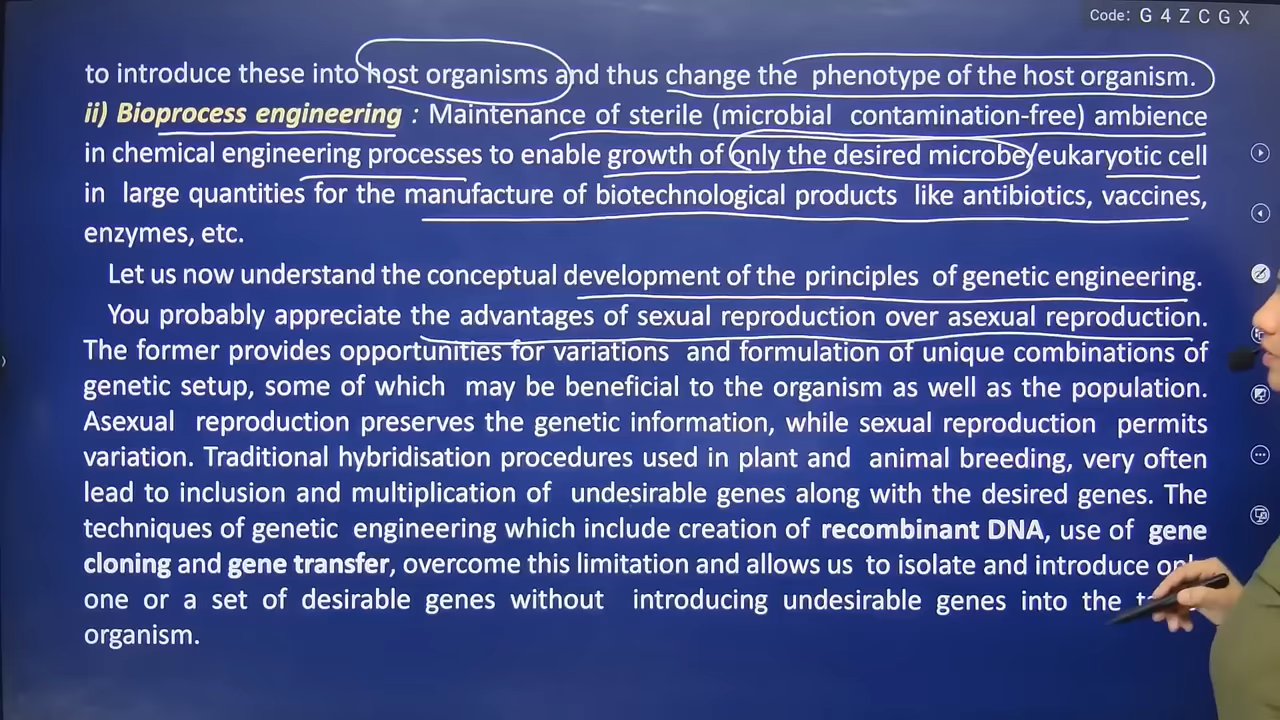 Code: G 4 Z C G X
to introduce these into host organisms and thus change the phenotype of the host organism.
ii) Bioprocess engineering : Maintenance of sterile (microbial contamination-free) ambience
in chemical engineering processes to enable growth of only the desired microbe/eukaryotic cell
in large quantities for the manufacture of biotechnological products like antibiotics, vaccines,
enzymes, etc.
Let us now understand the conceptual development of the principles of genetic engineering.
You probably appreciate the advantages of sexual reproduction over asexual reproduction.
The former provides opportunities for variations and formulation of unique combinations of
genetic setup, some of which may be beneficial to the organism as well as the population.
Asexual reproduction preserves the genetic information, while sexual reproduction permits
variation. Traditional hybridisation procedures used in plant and animal breeding, very often
lead to inclusion and multiplication of undesirable genes along with the desired genes. The
techniques of genetic engineering which include creation of recombinant DNA, use of gene
cloning and gene transfer, overcome this limitation and allows us to isolate and introduce
one or a set of desirable genes without introducing undesirable genes into the
organism.